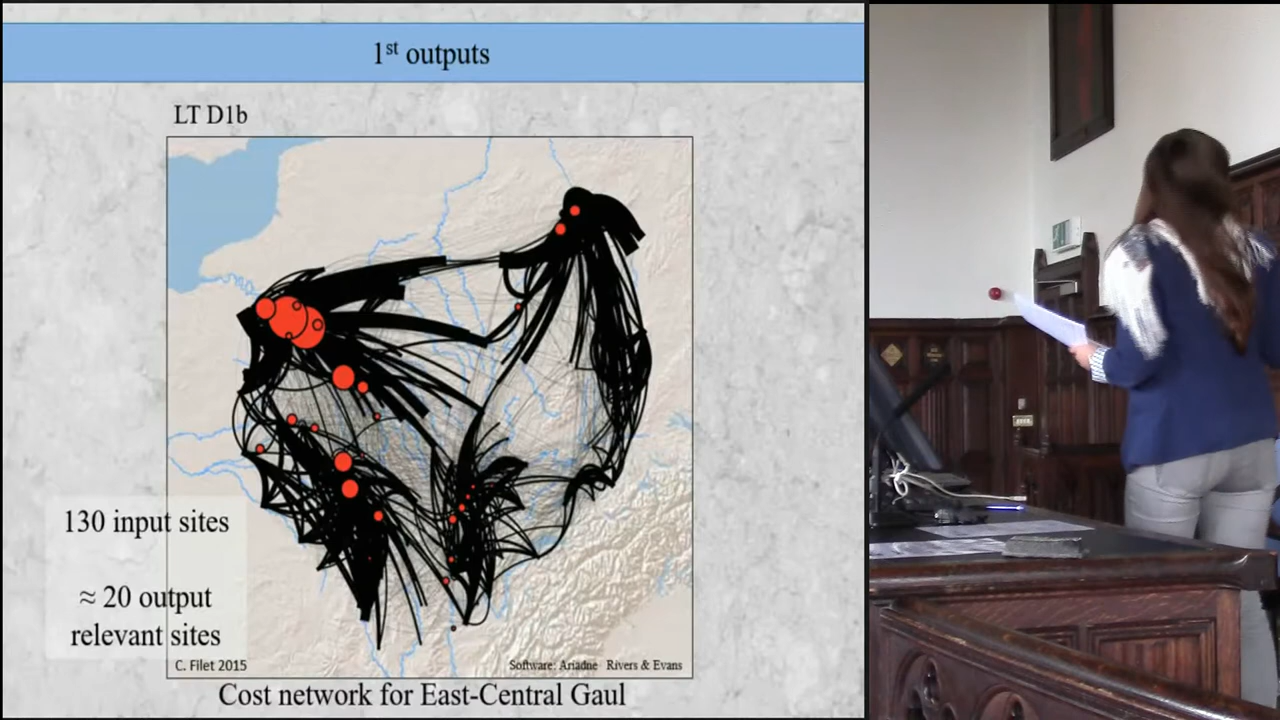 1st outputs
LT D1b
130 input sites
≈ 20 output
relevant sites
C. Filet 2015
Software: Ariadne Rivers & Evans
Cost network for East-Central Gaul